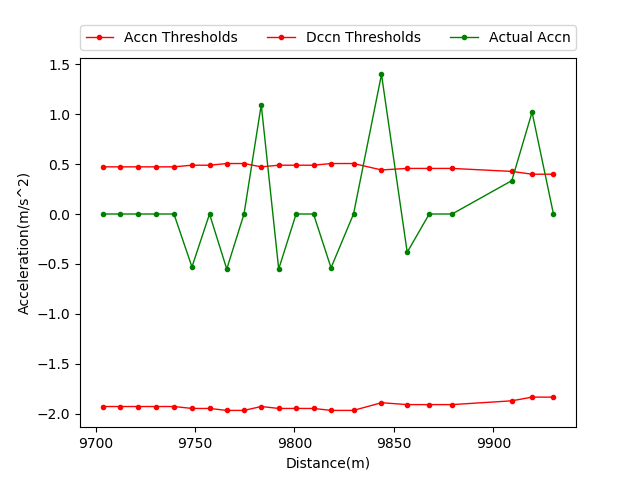 Accn Thresholds Dccn Thresholds Actual Accn
1.5
1.0
0.5
0.0
−0.5
−1.0
−1.5
−2.0
Acceleration(m/s^2)
9700 9750 9800 9850 9900
Distance(m)